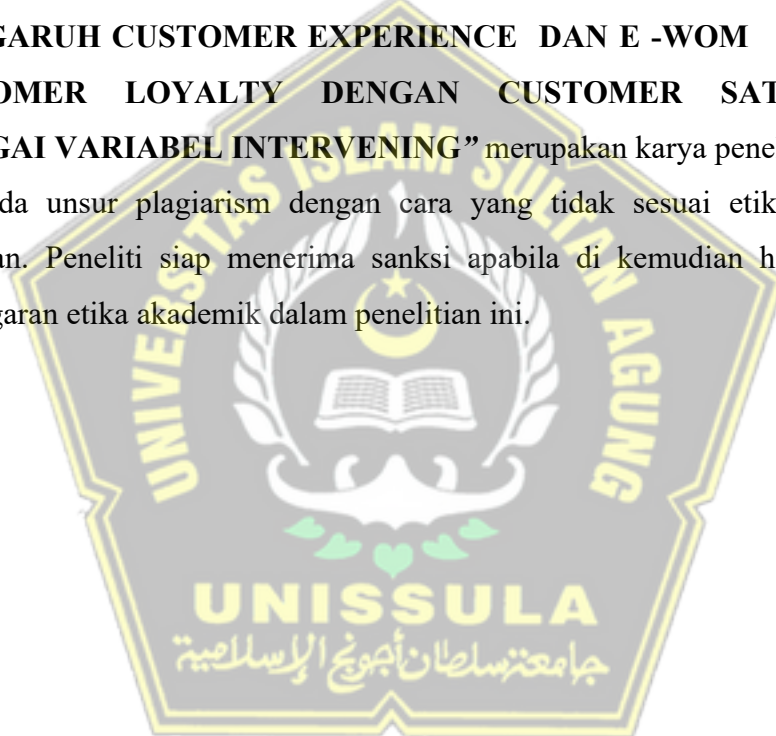 GARUH CUSTOMER EXPERIENCE DAN E -WOM
OMER LOYALTY DENGAN CUSTOMER SAT
GAI VARIABEL INTERVENING” merupakan karya pene
da unsur plagiarism dengan cara yang tidak sesuai etik
an. Peneliti siap menerima sanksi apabila di kemudian h
garan etika akademik dalam penelitian ini.
UNIVERSITAS ISLAM SULTAN AGUNG
UNISSULA
جامعة سلطان أجونج الإسلامية